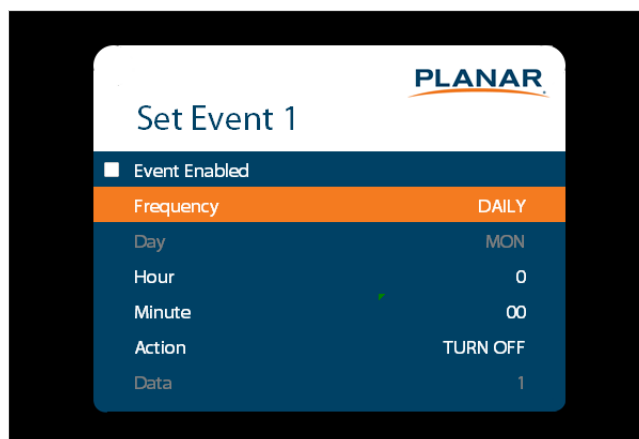 PLANAR
Set Event 1
Event Enabled
Frequency DAILY
Day MON
Hour 0
Minute 00
Action TURN OFF
Data 1